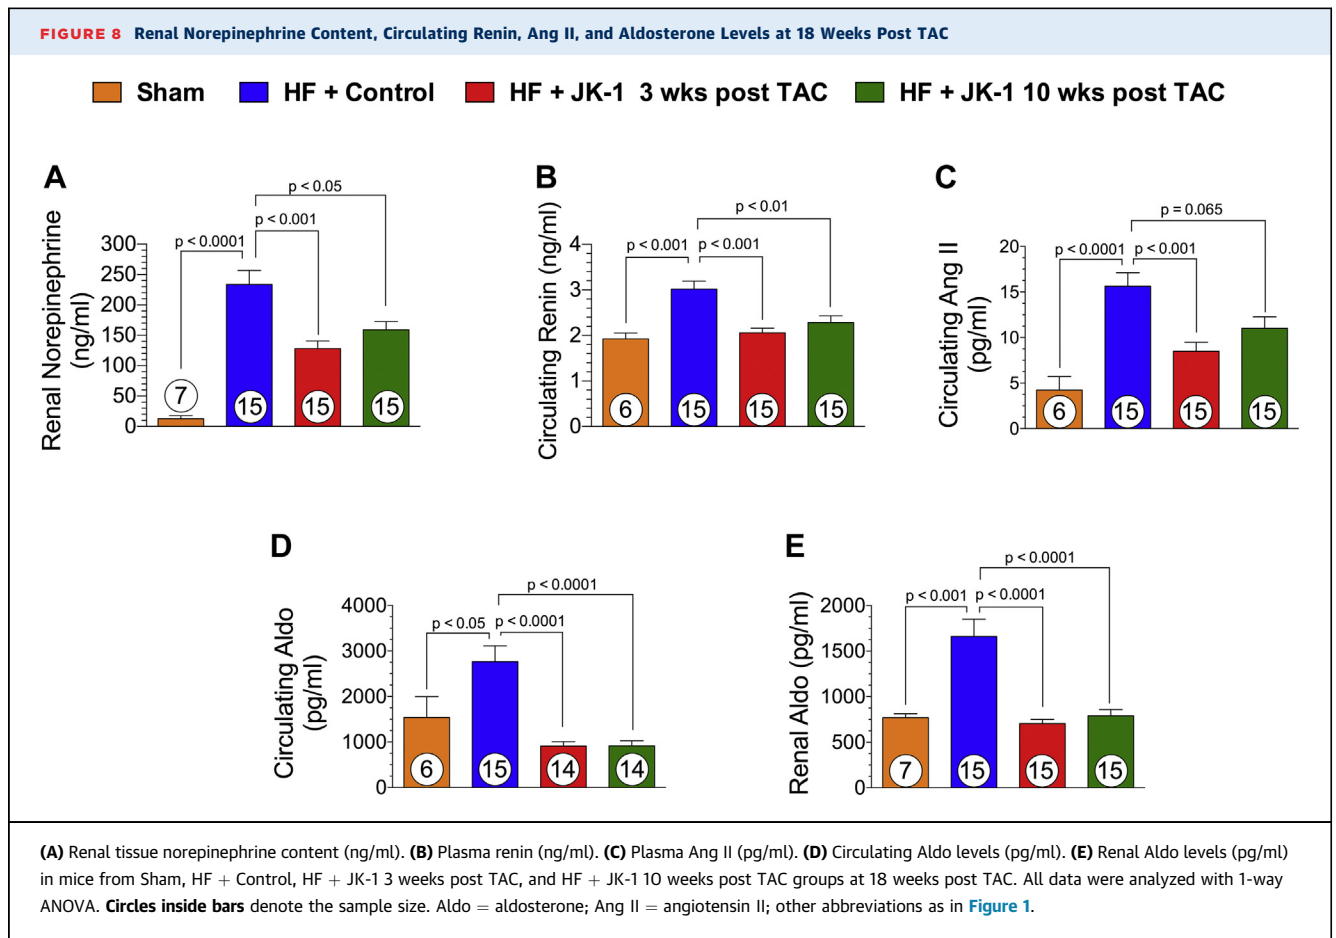 FIGURE 8 Renal Norepinephrine Content, Circulating Renin, Ang II, and Aldosterone Levels at 18 Weeks Post TAC
Sham HF + Control HF + JK-1 3 wks post TAC HF + JK-1 10 wks post TAC
A
Renal Norepinephrine
(ng/ml)
300
250
200
150
100
50
0
p < 0.05
p < 0.001
p < 0.0001
7 15 15 15
B
Circulating Renin (ng/ml)
4
3
2
1
0
p < 0.01
p < 0.001 p < 0.001
6 15 15 15
C
Circulating Ang II
(pg/ml)
20
15
10
5
0
p = 0.065
p < 0.0001 p < 0.001
6 15 15 15
D
Circulating Aldo
(pg/ml)
4000
3000
2000
1000
0
p < 0.0001
p < 0.05 p < 0.0001
6 15 14 14
E
Renal Aldo (pg/ml)
2000
1500
1000
500
0
p < 0.0001
p < 0.001 p < 0.0001
7 15 15 15
(A) Renal tissue norepinephrine content (ng/ml). (B) Plasma renin (ng/ml). (C) Plasma Ang II (pg/ml). (D) Circulating Aldo levels (pg/ml). (E) Renal Aldo levels (pg/ml)
in mice from Sham, HF + Control, HF + JK-1 3 weeks post TAC, and HF + JK-1 10 weeks post TAC groups at 18 weeks post TAC. All data were analyzed with 1-way
ANOVA. Circles inside bars denote the sample size. Aldo = aldosterone; Ang II = angiotensin II; other abbreviations as in Figure 1.